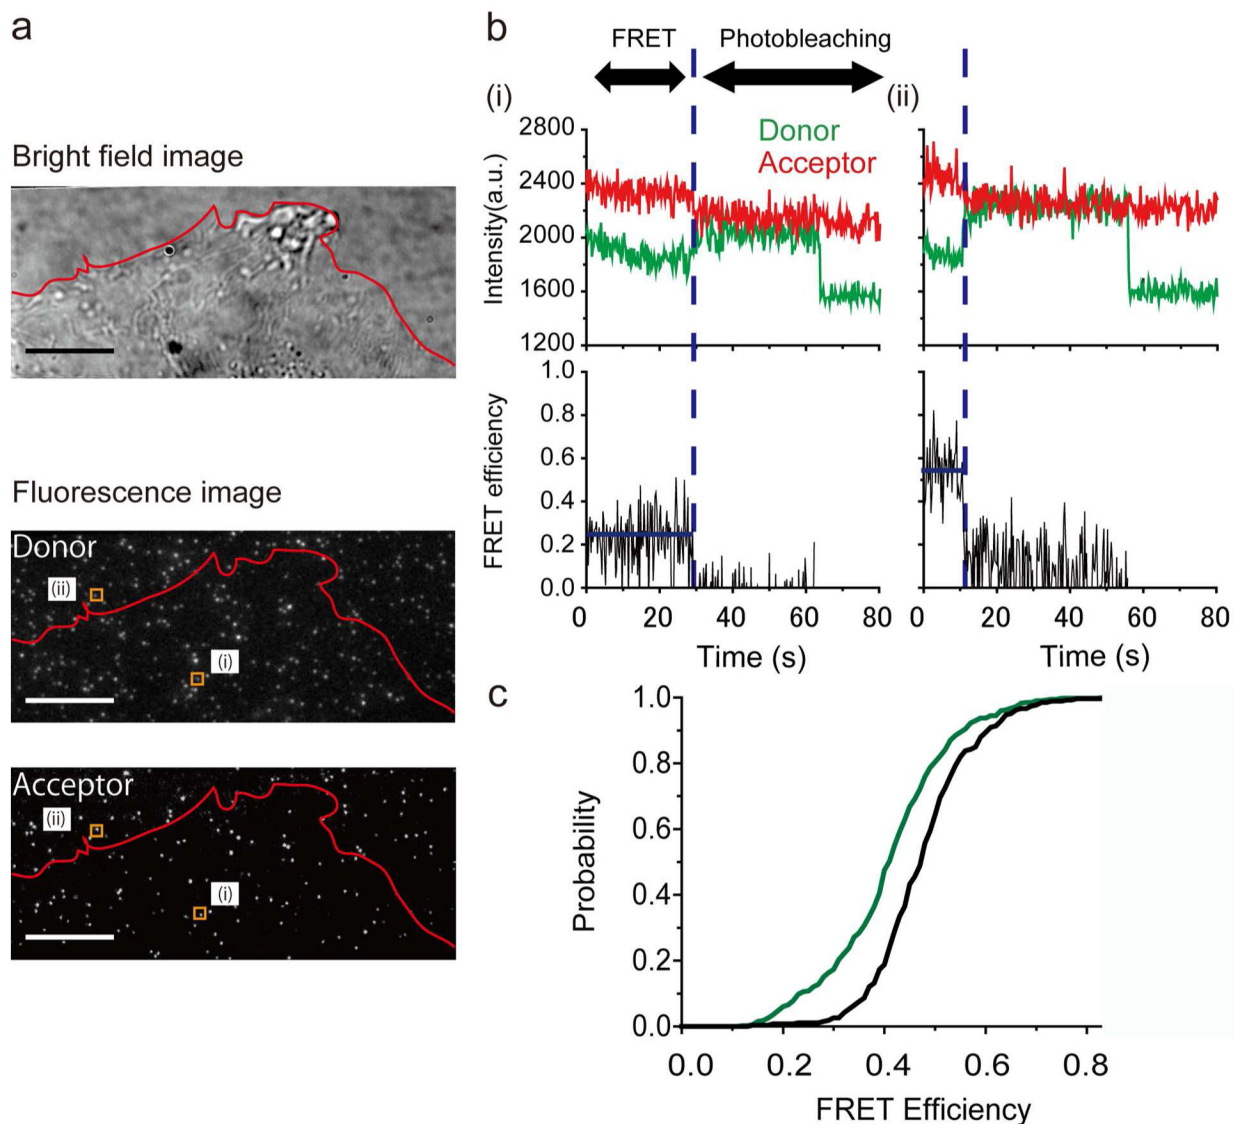 a
Bright field image
Fluorescence image
Donor
(ii)
(i)
Acceptor
(ii)
(i)
b
FRET Photobleaching
(i)
(ii)
Donor
Acceptor
Intensity(a.u.)
2800
2400
2000
1600
1200
FRET efficiency
1.0
0.8
0.6
0.4
0.2
0.0
0 20 40 60 80
0 20 40 60 80
Time (s)
Time (s)
c
Probability
1.0
0.8
0.6
0.4
0.2
0.0
0.0 0.2 0.4 0.6 0.8
FRET Efficiency